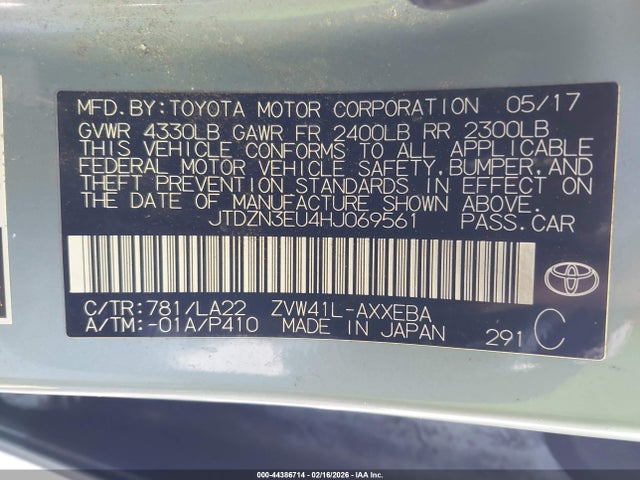 MFD.BY:TOYOTA MOTOR CORPORATION 05/17
GVWR 4330LB GAWR FR 2400LB RR 2300LB
THIS VEHICLE CONFORMS TO ALL APPLICABLE
FEDERAL MOTOR VEHICLE SAFETY,BUMPER,AND
THEFT PREVENTION STANDARDS IN EFFECT ON
THE DATE OF MANUFACTURE SHOWN ABOVE.
JTDZN3EU4HJ069561 PASS.CAR
C/TR:781/LA22 ZVW41L-AXXEBA
A/TM:-01A/P410 MADE IN JAPAN 291 C
000-44386714 - 02/16/2026 - IAAI.CA